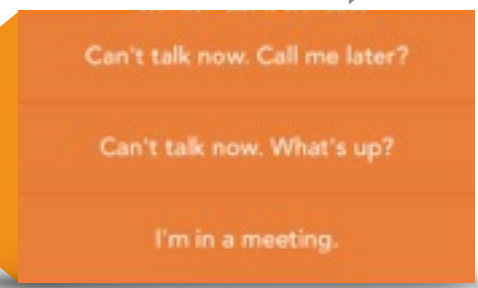 Can't talk now. Call me later?
Can't talk now. What's up?
I'm in a meeting.